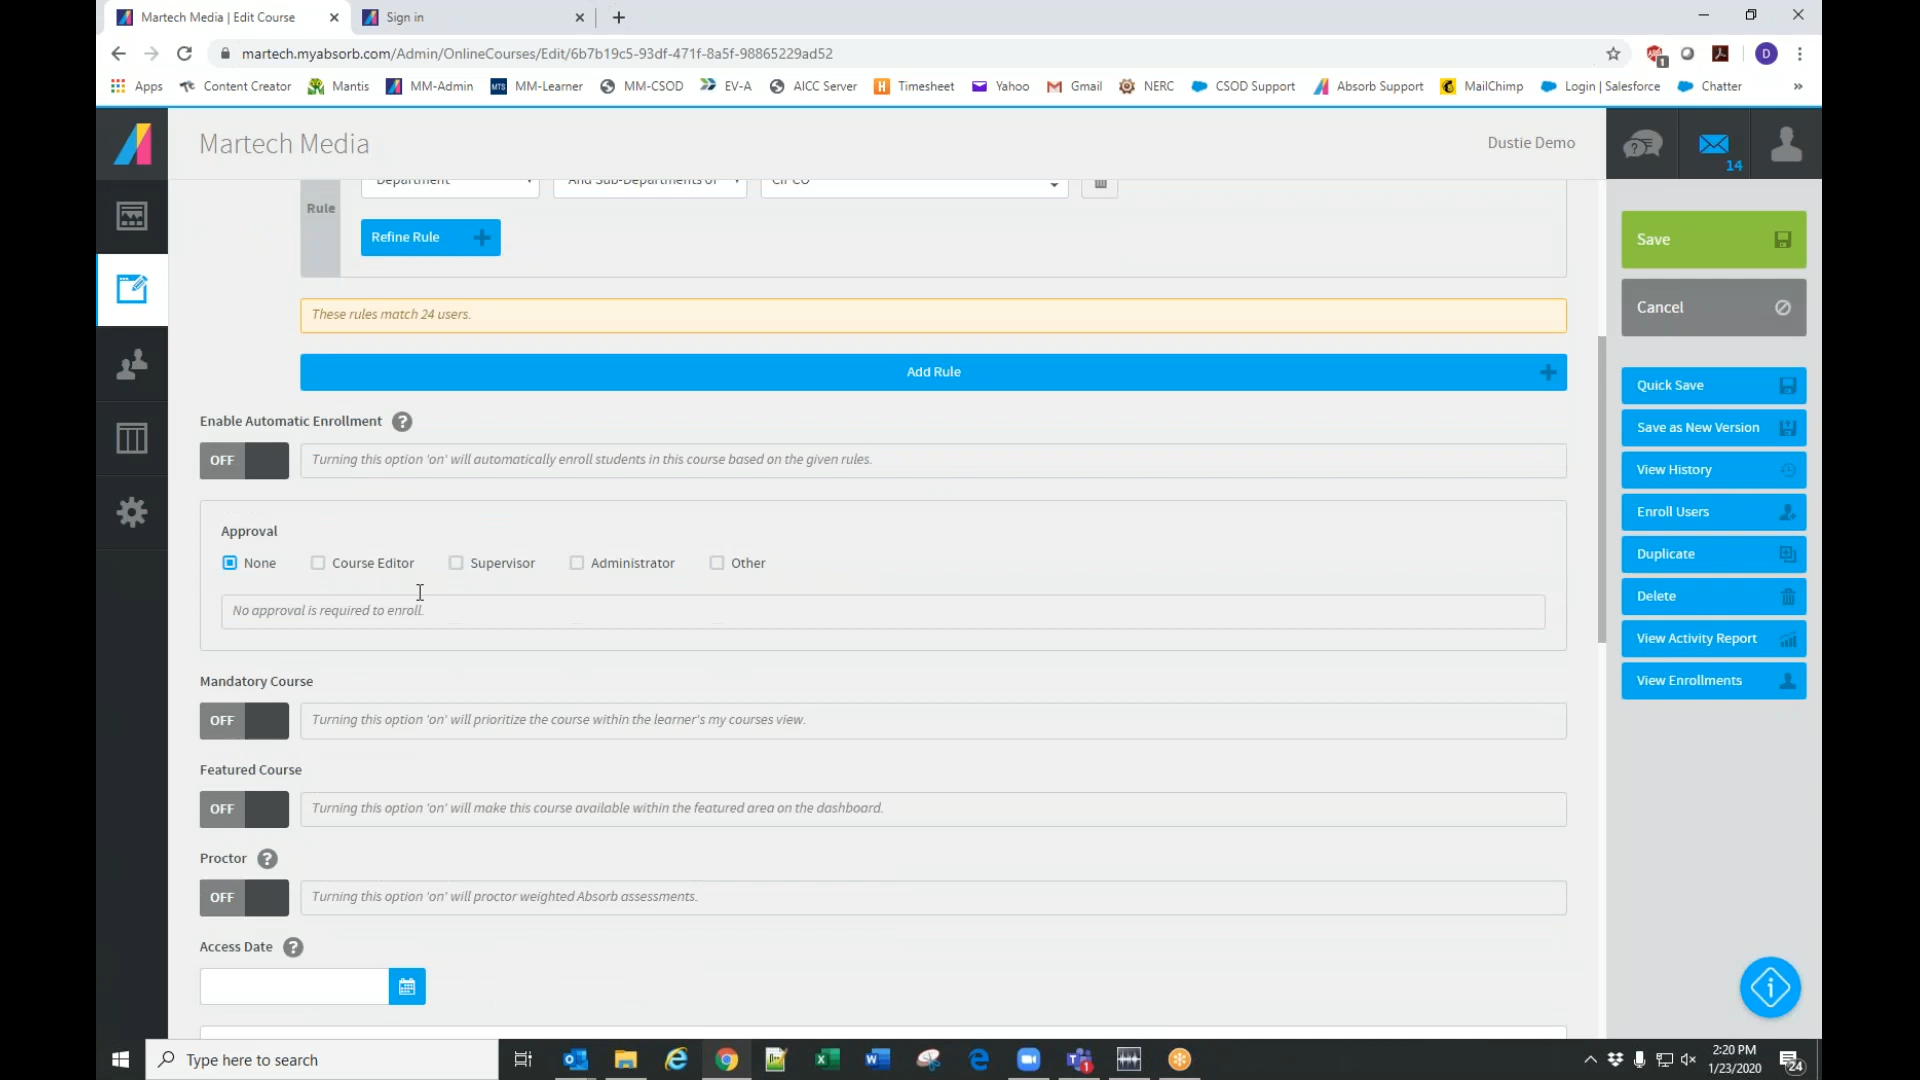 Martech Media | Edit Course
Sign in
martech.myabsorb.com/Admin/OnlineCourses/Edit/6b7b19c5-93df-471f-8a5f-98865229ad52
1
D
Apps
Content Creator
Mantis
MM-Admin
MM-Learner
MM-CSOD
EV-A
AICC Server
Timesheet
Yahoo
Gmail
NERC
CSOD Support
Absorb Support
MailChimp
Login | Salesforce
Chatter
»
Martech Media
Dustie Demo
14
Department
And Sub-Departments of
CIPCO
Rule
Refine Rule
These rules match 24 users.
Add Rule
Enable Automatic Enrollment ?
OFF
Turning this option 'on' will automatically enroll students in this course based on the given rules.
Approval
None
Course Editor
Supervisor
Administrator
Other
No approval is required to enroll.
Mandatory Course
OFF
Turning this option 'on' will prioritize the course within the learner's my courses view.
Featured Course
OFF
Turning this option 'on' will make this course available within the featured area on the dashboard.
Proctor ?
OFF
Turning this option 'on' will proctor weighted Absorb assessments.
Access Date ?
Save
Cancel
Quick Save
Save as New Version
View History
Enroll Users
Duplicate
Delete
View Activity Report
View Enrollments
Type here to search
2:20 PM
1/23/2020
24